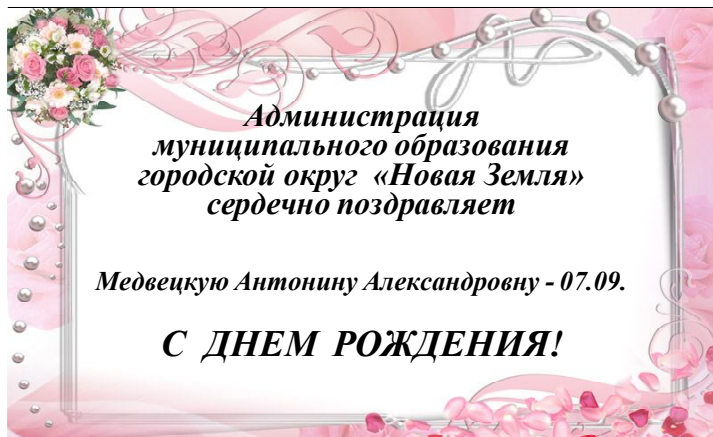 Администрация
муниципального образования
городской округ «Новая Земля»
сердечно поздравляет
Медвецкую Антонину Александровну - 07.09.
С ДНЕМ РОЖДЕНИЯ!